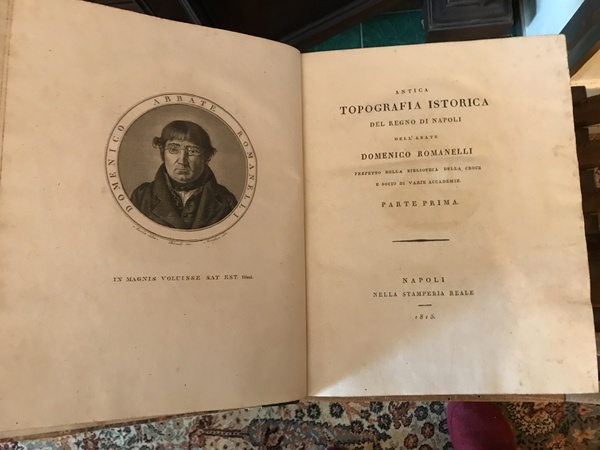 DOMENICO ABBATE ROMANELLI
IN MAGNIS VOLUISSE SAT EST.
ANTICA
TOPOGRAFIA ISTORICA
DEL REGNO DI NAPOLI
DELL'ABATE
DOMENICO ROMANELLI
PREFETTO DELLA BIBLIOTECA DELLA CROCE
E SOCIO DI VARIE ACCADEMIE.
PARTE PRIMA.
NAPOLI
NELLA STAMPERIA REALE
1815.